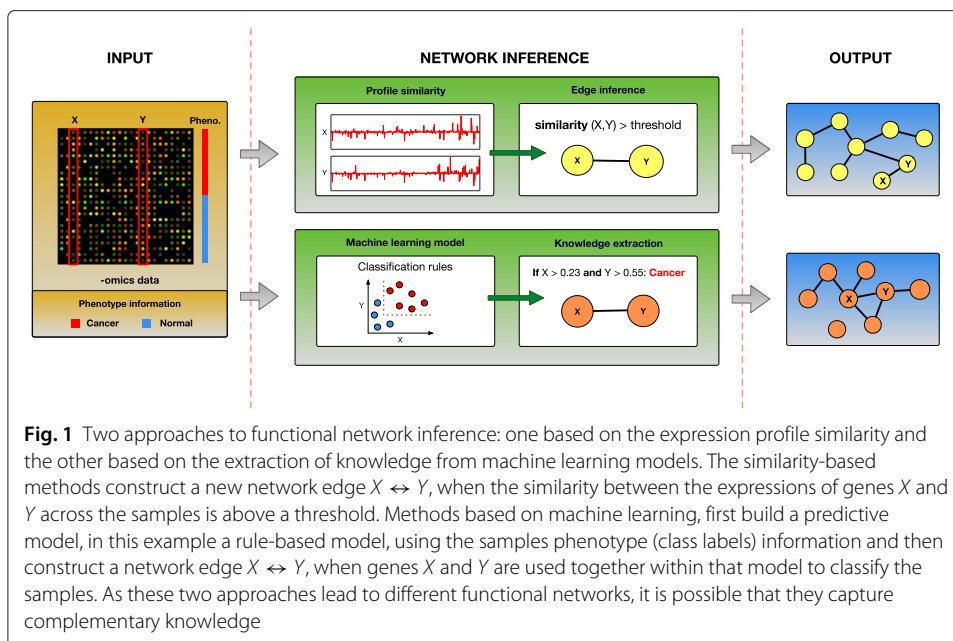 INPUT
NETWORK INFERENCE
OUTPUT
X Y Pheno.
-omics data
Phenotype information
Cancer Normal
Profile similarity
X
Y
Edge inference
similarity (X,Y) > threshold
X Y
Machine learning model
Classification rules
Y
X
Knowledge extraction
If X > 0.23 and Y > 0.55: Cancer
X Y
Y
X
X Y
Fig. 1 Two approaches to functional network inference: one based on the expression profile similarity and
the other based on the extraction of knowledge from machine learning models. The similarity-based
methods construct a new network edge X ↔ Y, when the similarity between the expressions of genes X and
Y across the samples is above a threshold. Methods based on machine learning, first build a predictive
model, in this example a rule-based model, using the samples phenotype (class labels) information and then
construct a network edge X ↔ Y, when genes X and Y are used together within that model to classify the
samples. As these two approaches lead to different functional networks, it is possible that they capture
complementary knowledge